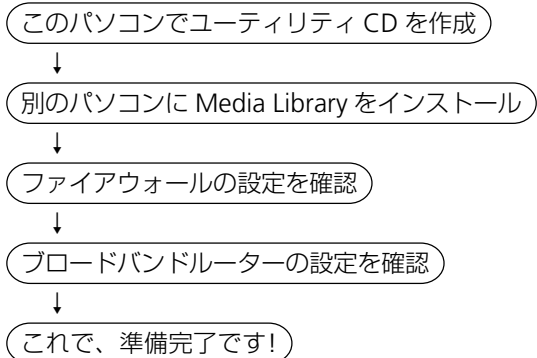 このパソコンでユーティリティ CD を作成
↓
別のパソコンに Media Library をインストール
↓
ファイアウォールの設定を確認
↓
ブロードバンドルーターの設定を確認
↓
これで、準備完了です!